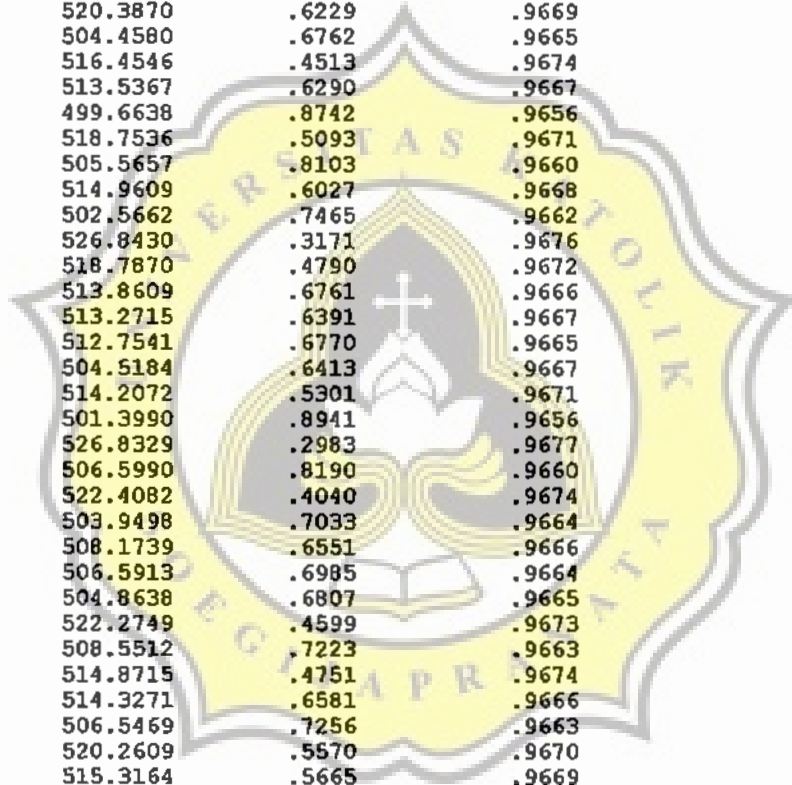 520.3870 .6229 .9669
504.4580 .6762 .9665
516.4546 .4513 .9674
513.5367 .6290 .9667
499.6638 .8742 .9656
518.7536 .5093 .9671
505.5657 .8103 .9660
514.9609 .6027 .9668
502.5662 .7465 .9662
526.8430 .3171 .9676
518.7870 .4790 .9672
513.8609 .6761 .9666
513.2715 .6391 .9667
512.7541 .6770 .9665
504.5184 .6413 .9667
514.2072 .5301 .9671
501.3990 .8941 .9656
526.8329 .2983 .9677
506.5990 .8190 .9660
522.4082 .4040 .9674
503.9498 .7033 .9664
508.1739 .6551 .9666
506.5913 .6985 .9664
504.8638 .6807 .9665
522.2749 .4599 .9673
508.5512 .7223 .9663
514.8715 .4751 .9674
514.3271 .6581 .9666
506.5469 .7256 .9663
520.2609 .5570 .9670
515.3164 .5665 .9669
UNIVERSITAS KATOLIK
SOEGIJAPRANATA